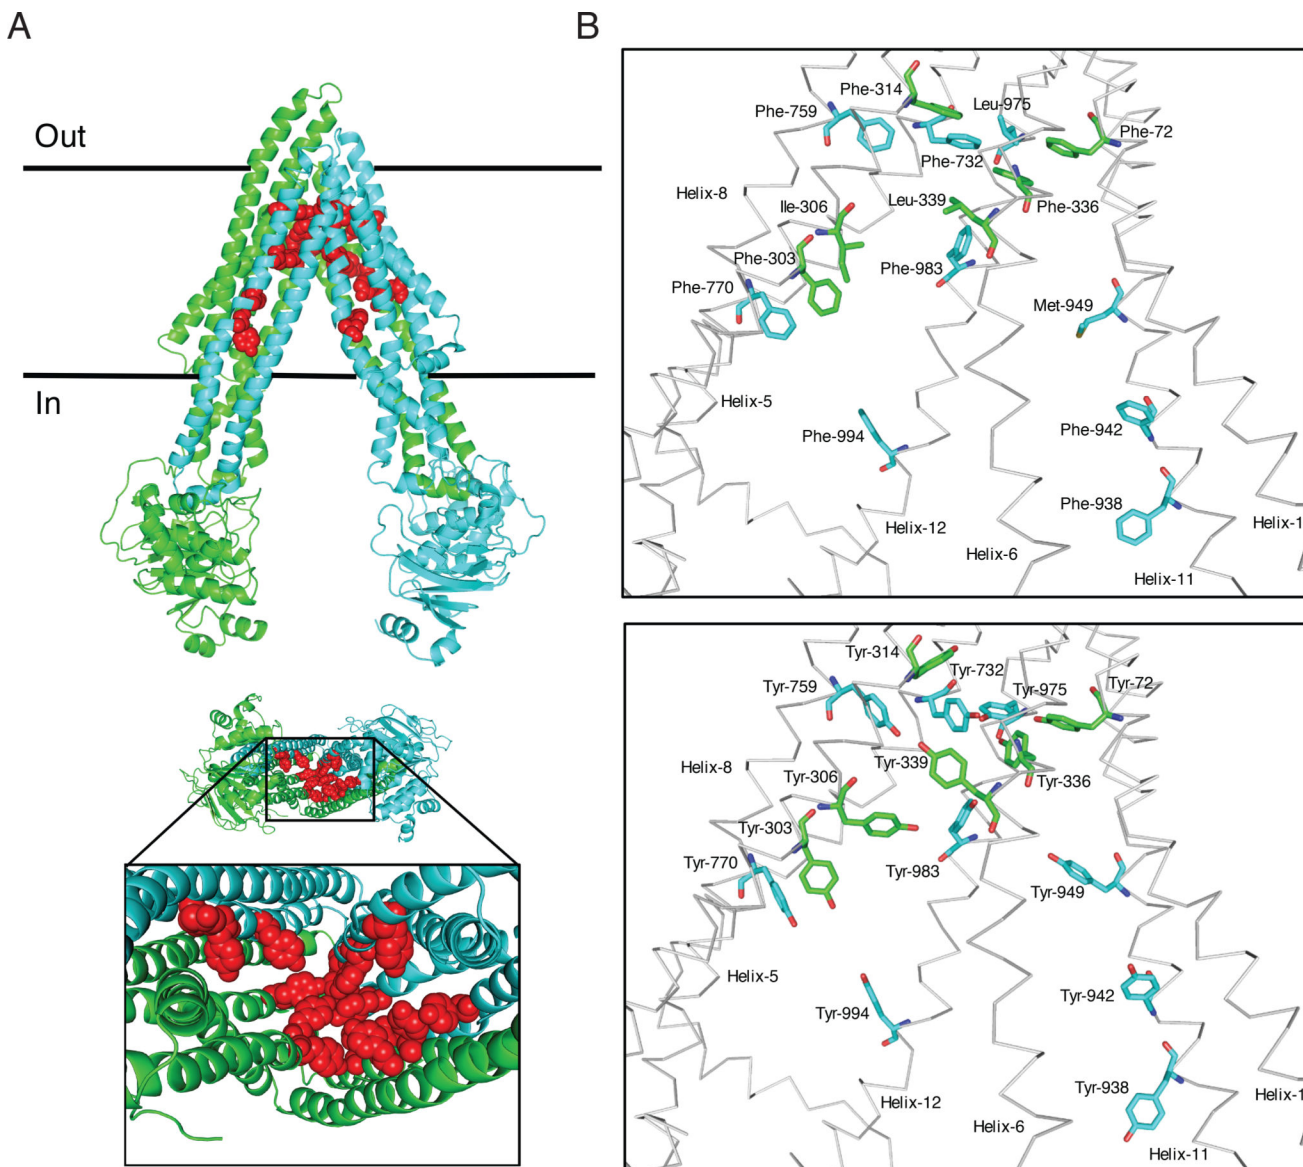 A
B
Out
In
Phe-314
Leu-975
Phe-759
Phe-72
Phe-732
Helix-8
Ile-306
Leu-339
Phe-336
Phe-303
Phe-983
Phe-770
Met-949
Helix-5
Phe-994
Phe-942
Phe-938
Helix-12
Helix-1
Helix-6
Helix-11
Tyr-314
Tyr-732
Tyr-759
Tyr-975
Tyr-72
Tyr-339
Helix-8
Tyr-306
Tyr-336
Tyr-303
Tyr-770
Tyr-983
Tyr-949
Helix-5
Tyr-994
Tyr-942
Tyr-938
Helix-12
Helix-1
Helix-6
Helix-11